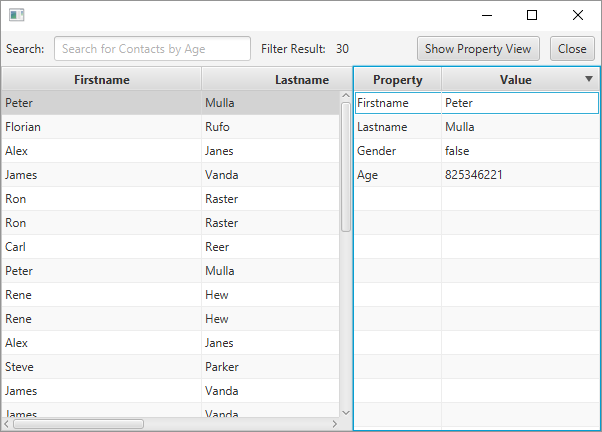 Search: Search for Contacts by Age Filter Result: 30 Show Property View Close
Firstname Lastname Property Value
Peter Mulla Firstname Peter
Florian Rufo Lastname Mulla
Alex Janes Gender false
James Vanda Age 825346221
Ron Raster
Ron Raster
Carl Reer
Peter Mulla
Rene Hew
Rene Hew
Alex Janes
Steve Parker
James Vanda
James Vanda